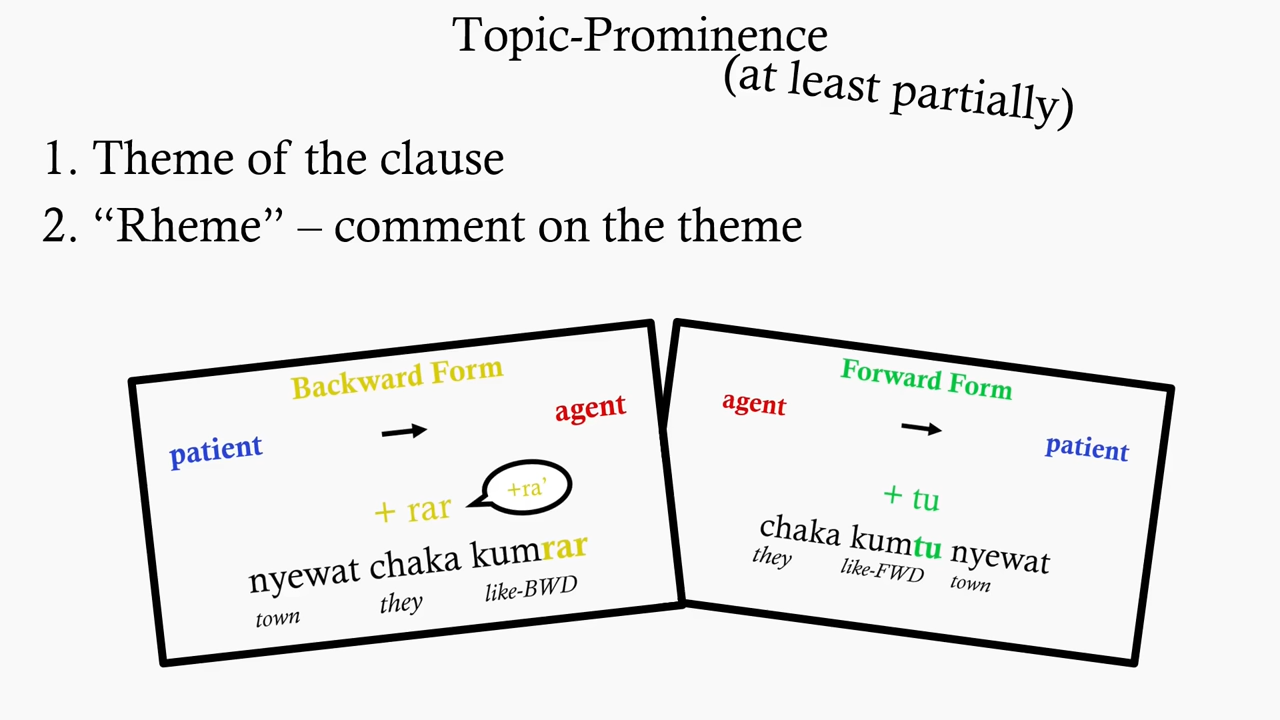 Topic-Prominence
(at least partially)
1. Theme of the clause
2. “Rheme” – comment on the theme
Backward Form
patient
agent
+ rar
+ra’
nyewat chaka kumrar
town they like-BWD
Forward Form
agent
patient
+ tu
chaka kumtu nyewat
they like-FWD town